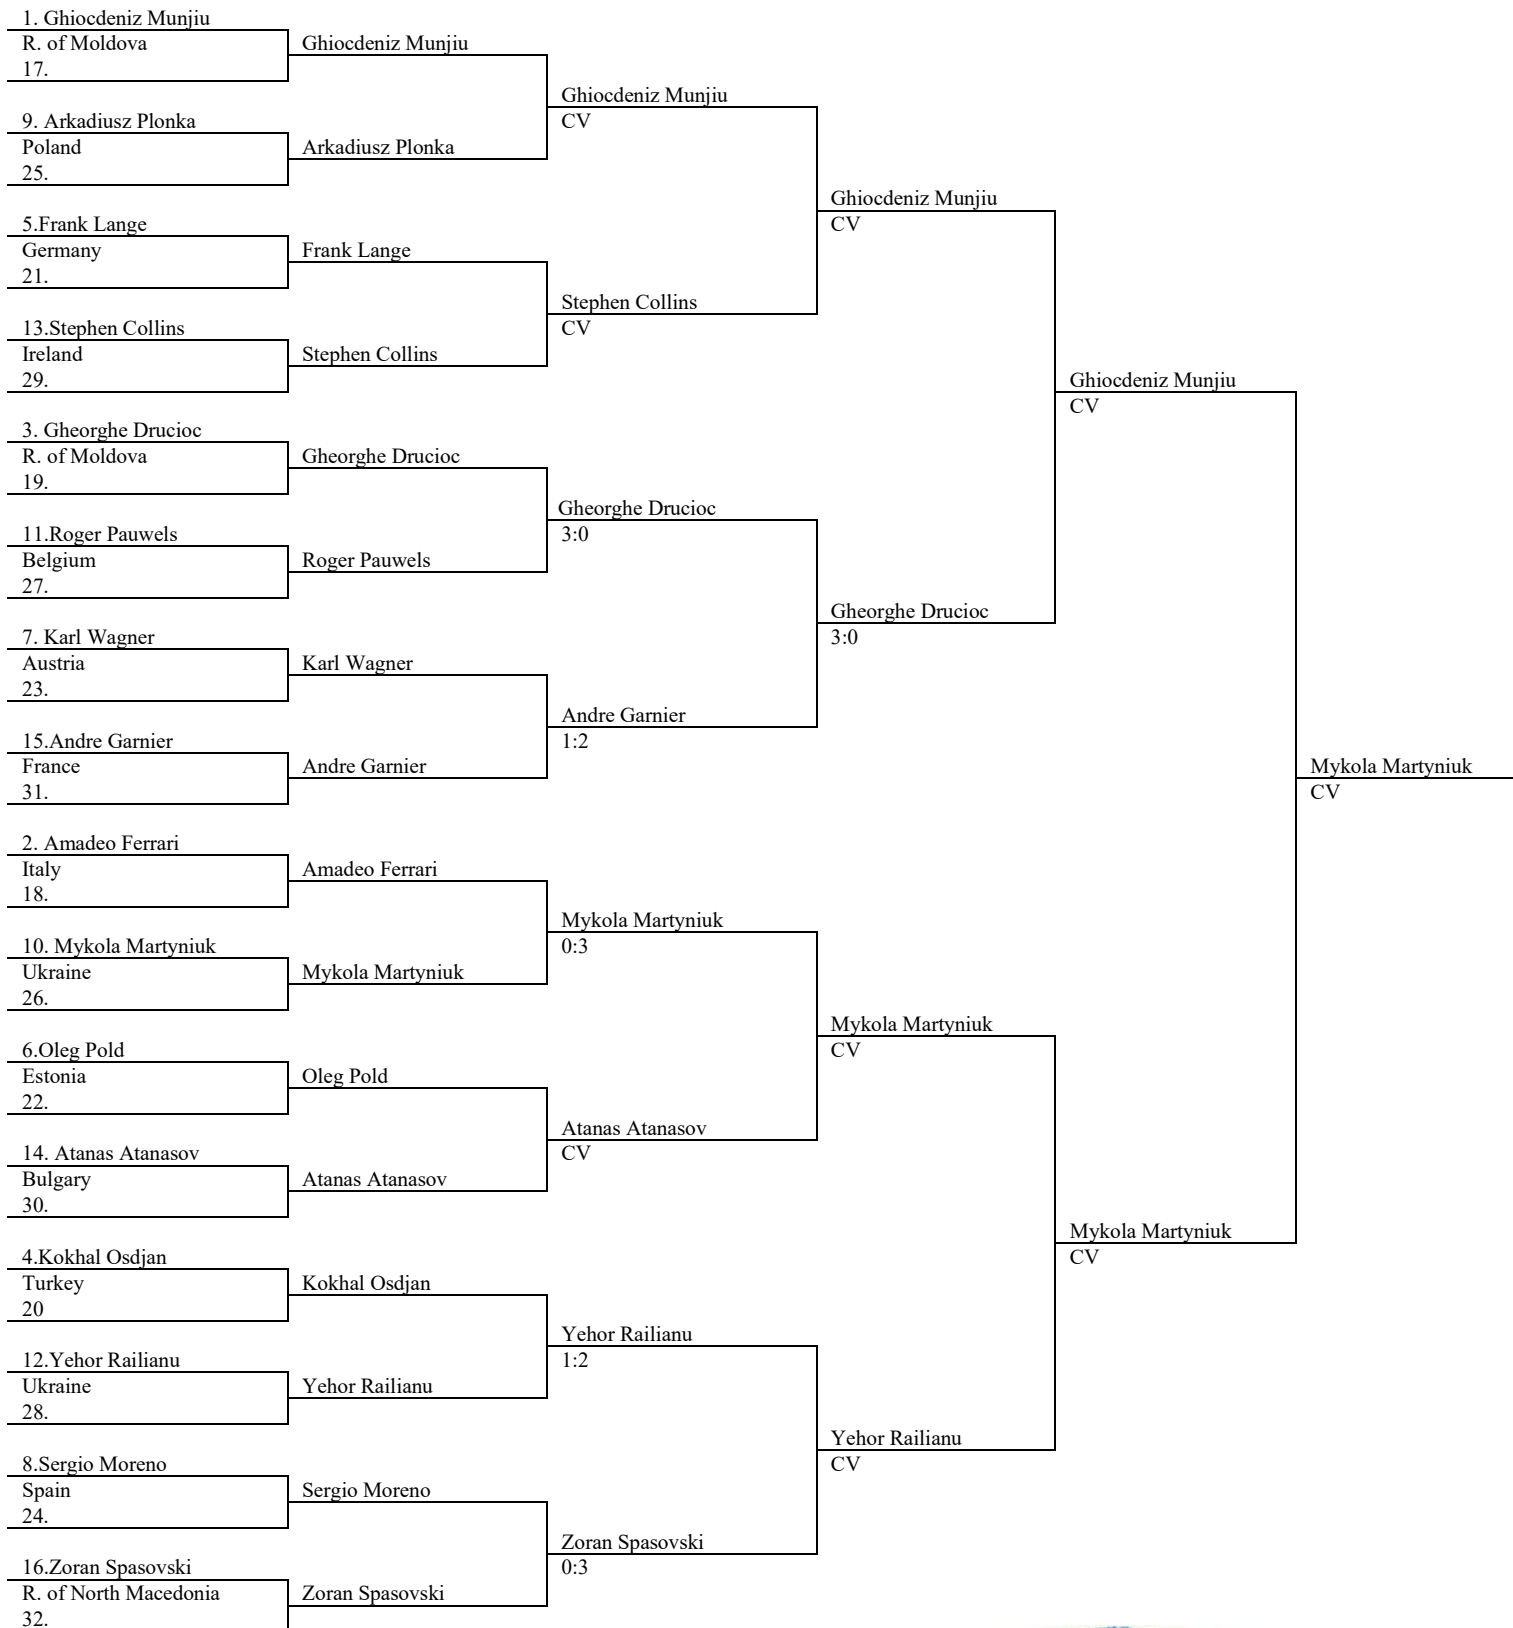 1. Ghiocdeniz Munjiu
R. of Moldova
17.
9. Arkadiusz Plonka
Poland
25.
5.Frank Lange
Germany
21.
13.Stephen Collins
Ireland
29.
3. Gheorghe Drucioc
R. of Moldova
19.
11.Roger Pauwels
Belgium
27.
7. Karl Wagner
Austria
23.
15.Andre Garnier
France
31.
2. Amadeo Ferrari
Italy
18.
10. Mykola Martyniuk
Ukraine
26.
6.Oleg Pold
Estonia
22.
14. Atanas Atanasov
Bulgary
30.
4.Kokhal Osdjan
Turkey
20
12.Yehor Railianu
Ukraine
28.
8.Sergio Moreno
Spain
24.
16.Zoran Spasovski
R. of North Macedonia
32.
Ghiocdeniz Munjiu
Arkadiusz Plonka
Frank Lange
Stephen Collins
Gheorghe Drucioc
Roger Pauwels
Karl Wagner
Andre Garnier
Amadeo Ferrari
Mykola Martyniuk
Oleg Pold
Atanas Atanasov
Kokhal Osdjan
Yehor Railianu
Sergio Moreno
Zoran Spasovski
Ghiocdeniz Munjiu
CV
Stephen Collins
CV
Gheorghe Drucioc
3:0
Andre Garnier
1:2
Mykola Martyniuk
0:3
Atanas Atanasov
CV
Yehor Railianu
1:2
Zoran Spasovski
0:3
Ghiocdeniz Munjiu
CV
Gheorghe Drucioc
3:0
Mykola Martyniuk
CV
Yehor Railianu
CV
Ghiocdeniz Munjiu
CV
Mykola Martyniuk
CV
Mykola Martyniuk
CV